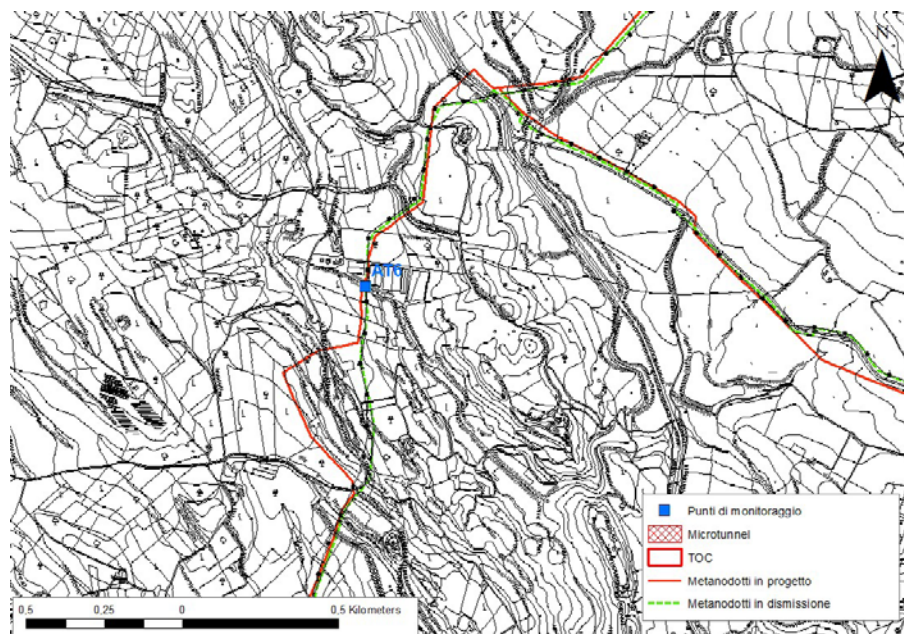 AT6
Punti di monitoraggio
Microtunnel
TOC
Metanodotti in progetto
Metanodotti in dismissione
0,5 0,25 0 0,5 Kilometers